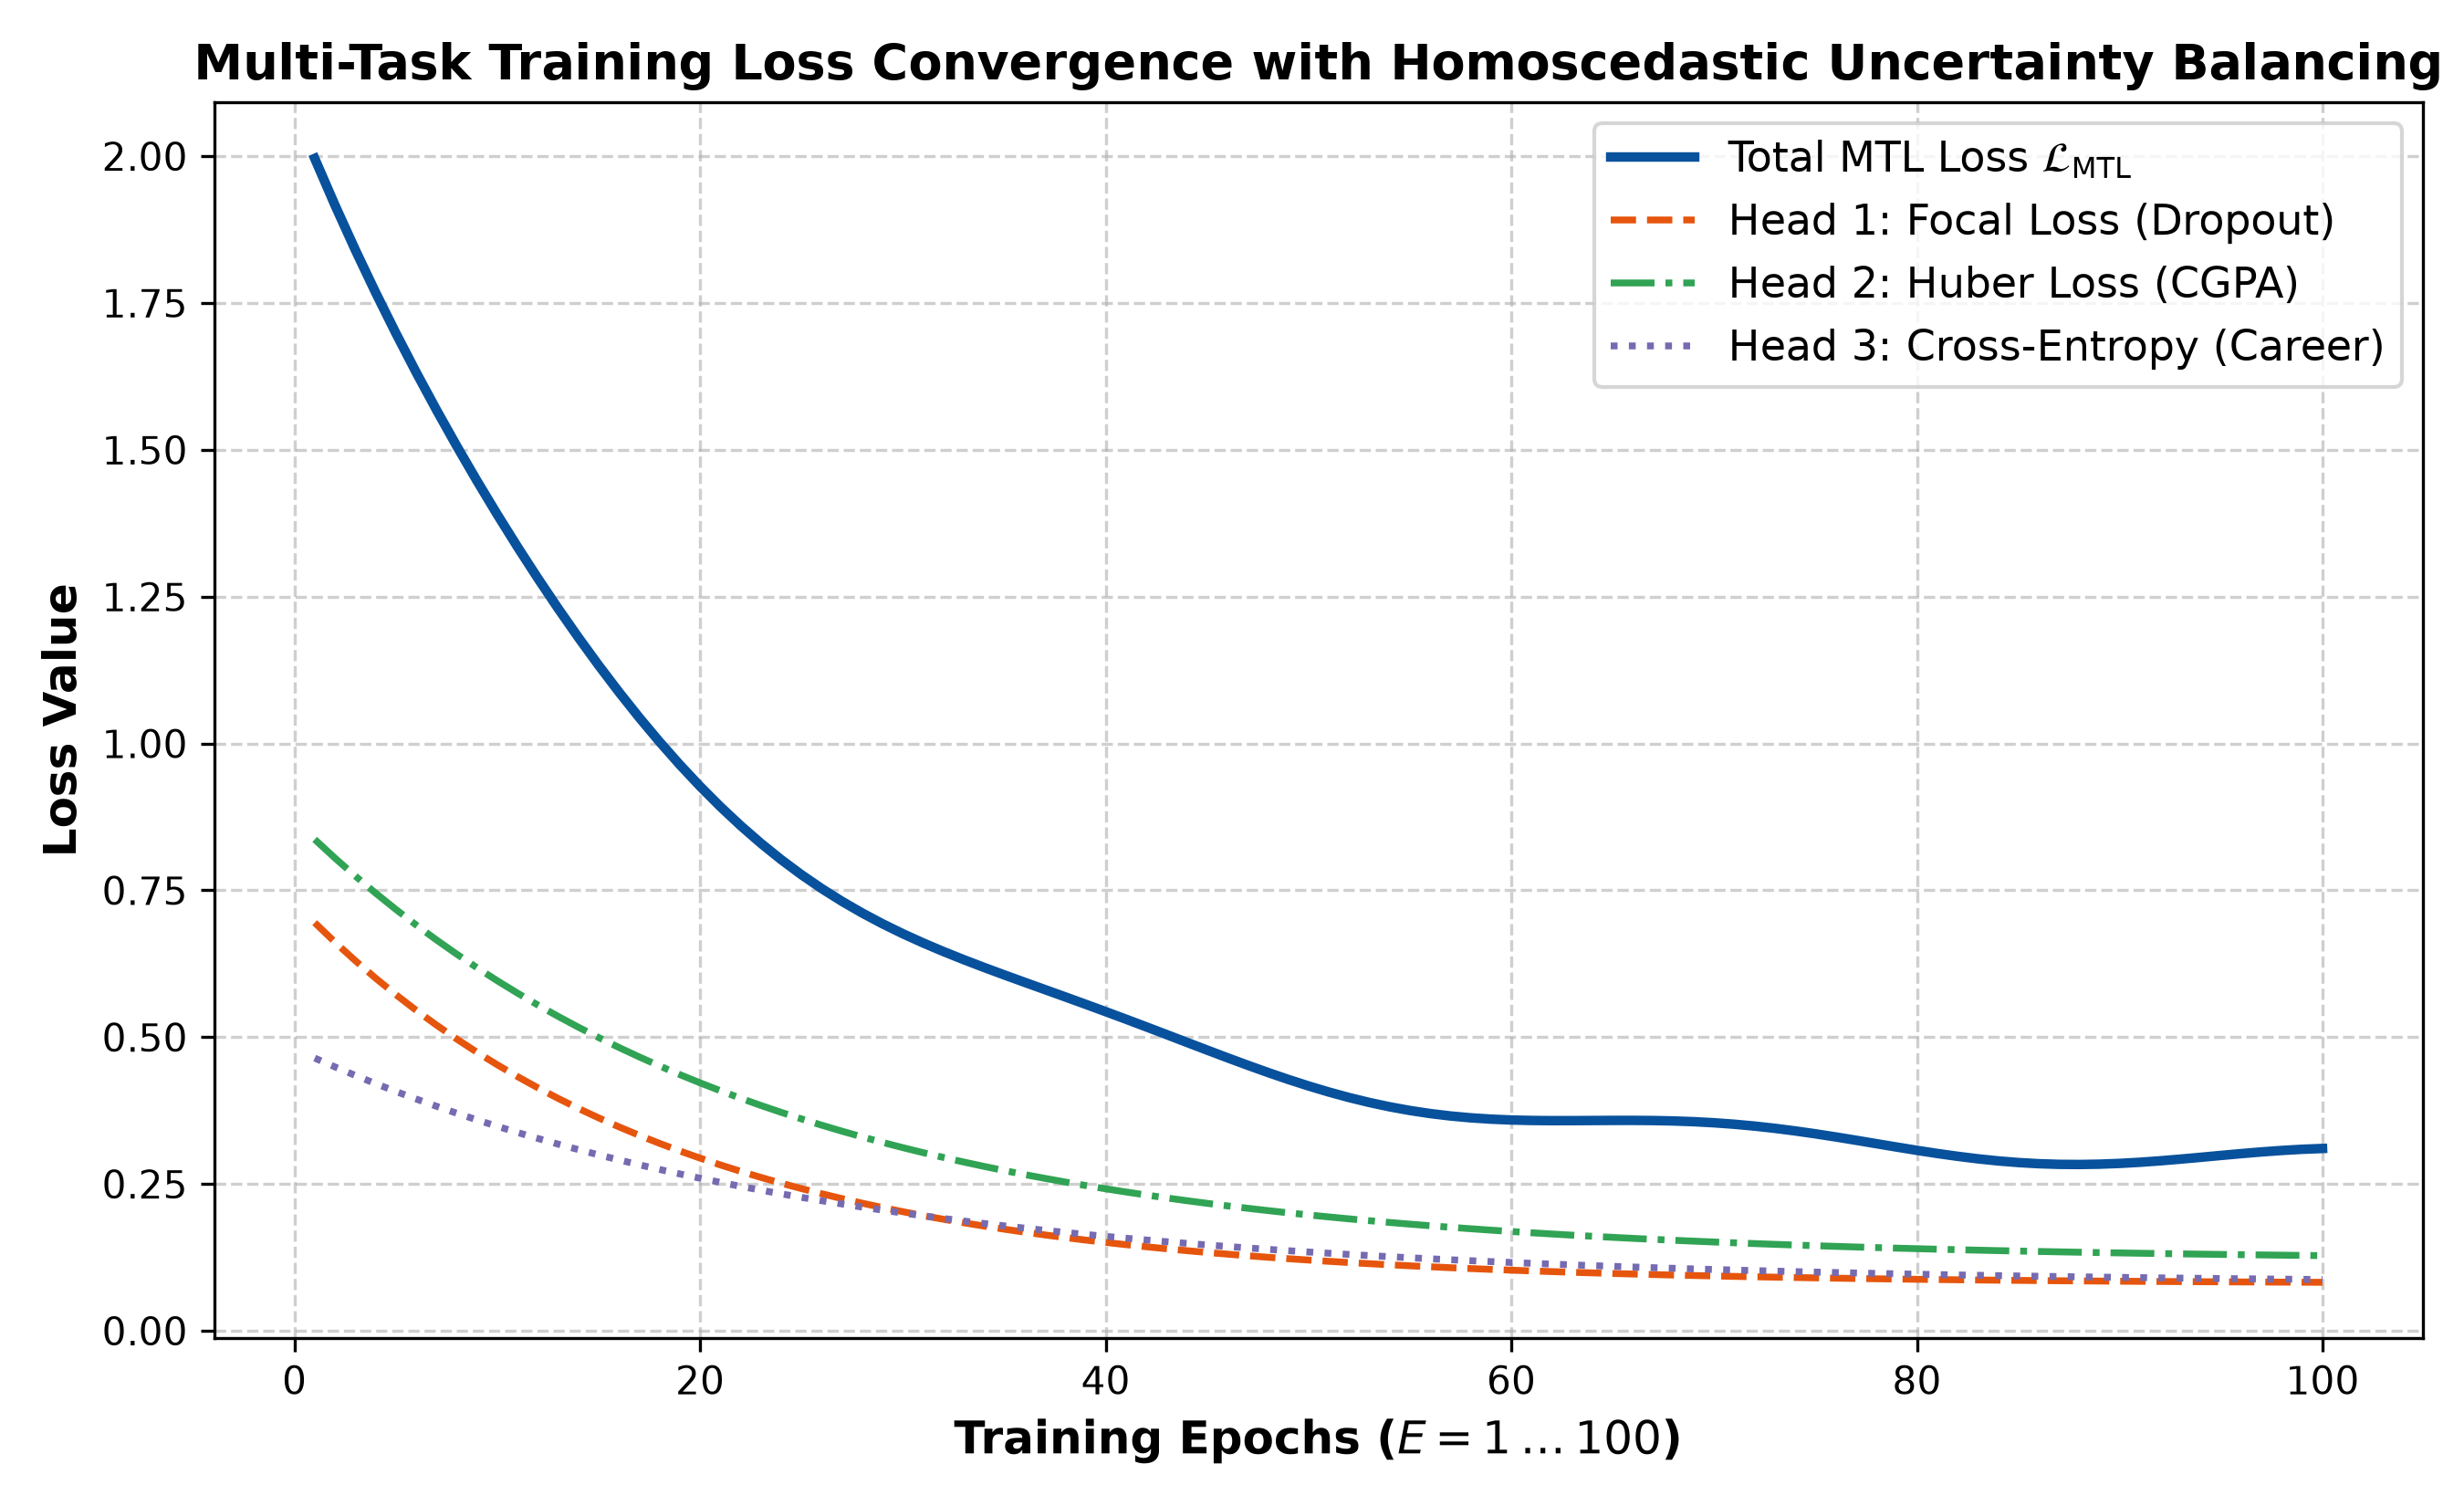 Multi-Task Training Loss Convergence with Homoscedastic Uncertainty Balancing
Total MTL Loss ℒ_MTL
Head 1: Focal Loss (Dropout)
Head 2: Huber Loss (CGPA)
Head 3: Cross-Entropy (Career)
Loss Value
2.00
1.75
1.50
1.25
1.00
0.75
0.50
0.25
0.00
0 20 40 60 80 100
Training Epochs (E = 1 ... 100)